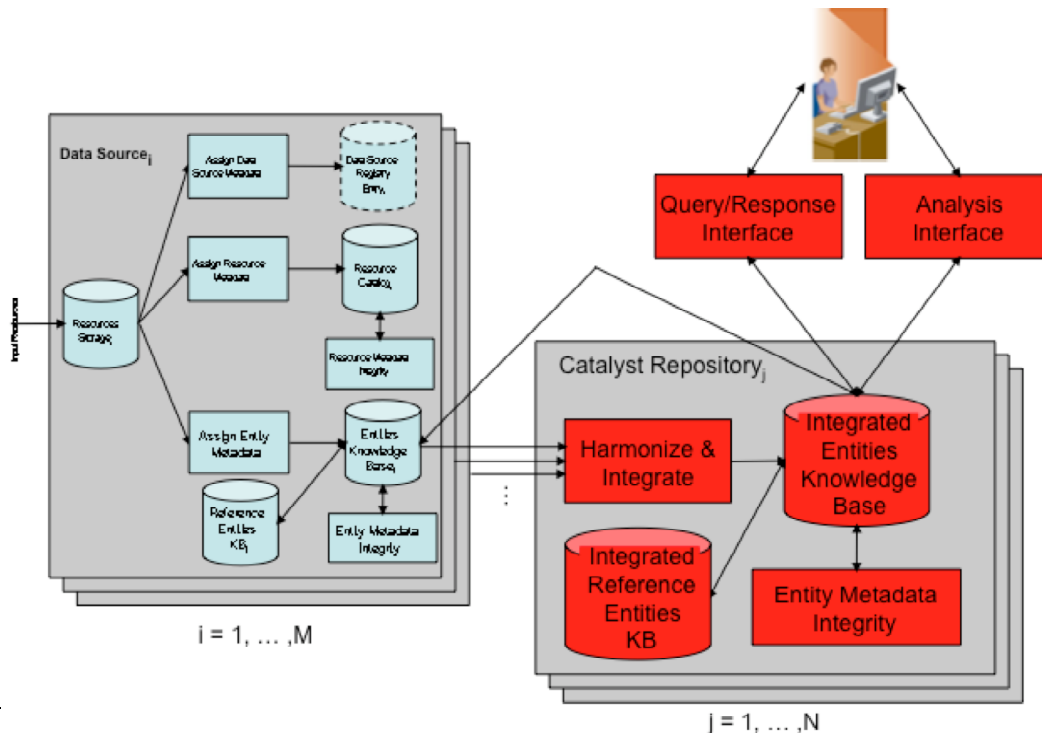 Data Source i
Assign Data
Source Metadata
Data Source
Registry
Entry i
Assign Resource
Metadata
Resource
Catalog i
Input Resources
Resources
Storage i
Resource Metadata
Integrity
Assign Entity
Metadata
Entities
Knowledge
Base i
Reference
Entities
KB i
Entity Metadata
Integrity
i = 1, … ,M
Query/Response
Interface
Analysis
Interface
Catalyst Repository j
Harmonize &
Integrate
⋮
Integrated
Entities
Knowledge
Base
Integrated
Reference
Entities
KB
Entity Metadata
Integrity
j = 1, … ,N